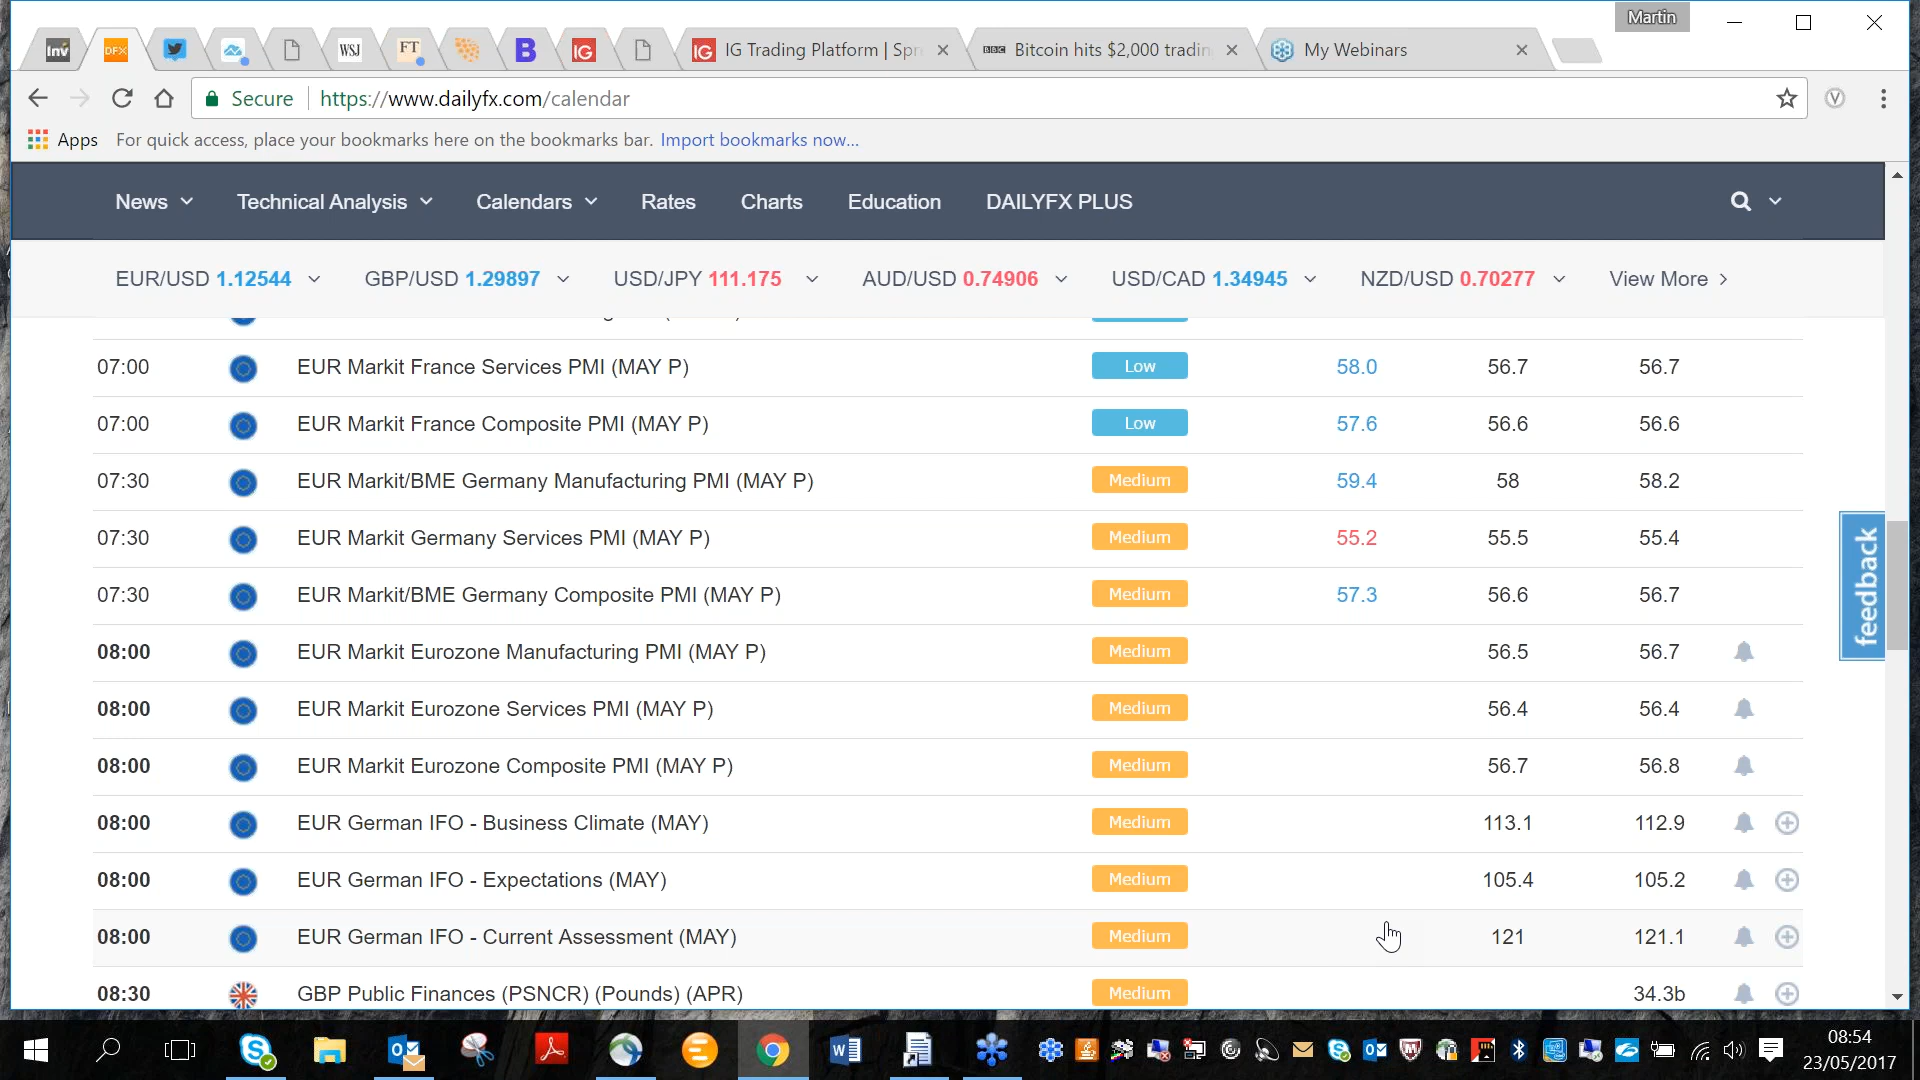 Martin
Inv
DFX
WSJ
FT
B
IG
IG IG Trading Platform | Spr
BBC Bitcoin hits $2,000 tradin
My Webinars
Secure https://www.dailyfx.com/calendar
Apps For quick access, place your bookmarks here on the bookmarks bar. Import bookmarks now...
News Technical Analysis Calendars Rates Charts Education DAILYFX PLUS
EUR/USD 1.12544 GBP/USD 1.29897 USD/JPY 111.175 AUD/USD 0.74906 USD/CAD 1.34945 NZD/USD 0.70277 View More
07:00 EUR Markit France Services PMI (MAY P) Low 58.0 56.7 56.7
07:00 EUR Markit France Composite PMI (MAY P) Low 57.6 56.6 56.6
07:30 EUR Markit/BME Germany Manufacturing PMI (MAY P) Medium 59.4 58 58.2
07:30 EUR Markit Germany Services PMI (MAY P) Medium 55.2 55.5 55.4
07:30 EUR Markit/BME Germany Composite PMI (MAY P) Medium 57.3 56.6 56.7
08:00 EUR Markit Eurozone Manufacturing PMI (MAY P) Medium 56.5 56.7
08:00 EUR Markit Eurozone Services PMI (MAY P) Medium 56.4 56.4
08:00 EUR Markit Eurozone Composite PMI (MAY P) Medium 56.7 56.8
08:00 EUR German IFO - Business Climate (MAY) Medium 113.1 112.9
08:00 EUR German IFO - Expectations (MAY) Medium 105.4 105.2
08:00 EUR German IFO - Current Assessment (MAY) Medium 121 121.1
08:30 GBP Public Finances (PSNCR) (Pounds) (APR) Medium 34.3b
feedback
08:54
23/05/2017